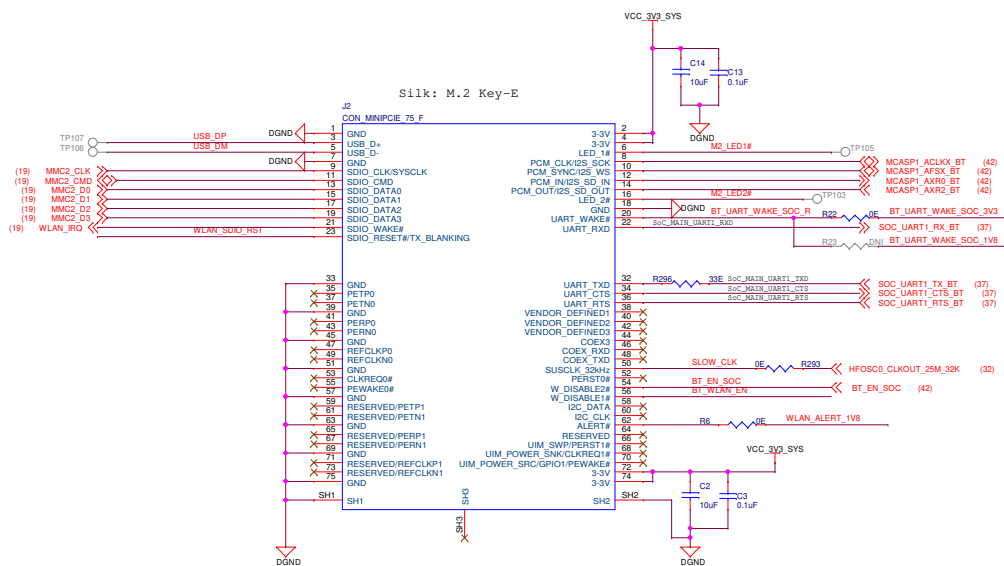 VCC_3V3_SYS
C14
10uF
C13
0.1uF
DGND
Silk: M.2 Key-E
J2
CON_MINIPCIE_75_F
TP107 USB_DP DGND 1 GND 3-3V 2
3 USB_D+ 3-3V 4
TP106 USB_DM 5 USB_D- LED_1# 6 M2_LED1# TP105
DGND 7 GND PCM_CLK/I2S_SCK 8 MCASP1_ACLKX_BT (42)
(19) MMC2_CLK 9 SDIO_CLK/SYSCLK PCM_SYNC/I2S_WS 10 MCASP1_AFSX_BT (42)
(19) MMC2_CMD 11 SDIO_CMD PCM_IN/I2S_SD_IN 12 MCASP1_AXR0_BT (42)
(19) MMC2_D0 13 SDIO_DATA0 PCM_OUT/I2S_SD_OUT 14 MCASP1_AXR2_BT (42)
(19) MMC2_D1 15 SDIO_DATA1 LED_2# 16 M2_LED2# TP103
(19) MMC2_D2 17 SDIO_DATA2 GND 18 DGND
(19) MMC2_D3 19 SDIO_DATA3 UART_WAKE# 20 BT_UART_WAKE_SOC_R R22 0E BT_UART_WAKE_SOC_3V3
(19) WLAN_IRQ 21 SDIO_WAKE# UART_RXD 22 SoC_MAIN_UART1_RXD SOC_UART1_RX_BT (37)
WLAN_SDIO_RST 23 SDIO_RESET#/TX_BLANKING
R23 DNI BT_UART_WAKE_SOC_1V8
33 GND UART_TXD 32 R296 33E SoC_MAIN_UART1_TXD SOC_UART1_TX_BT (37)
35 PETP0 UART_CTS 34 SoC_MAIN_UART1_CTS SOC_UART1_CTS_BT (37)
37 PETN0 UART_RTS 36 SoC_MAIN_UART1_RTS SOC_UART1_RTS_BT (37)
39 GND VENDOR_DEFINED1 38
41 PERP0 VENDOR_DEFINED2 40
43 PERN0 VENDOR_DEFINED3 42
45 GND COEX3 44
47 REFCLKP0 COEX_RXD 46
49 REFCLKN0 COEX_TXD 48
51 GND SUSCLK_32kHz 50 SLOW_CLK 0E R293 HFOSC0_CLKOUT_25M_32K (32)
53 CLKREQ0# PERST0# 52
55 PEWAKE0# W_DISABLE2# 54 BT_EN_SOC BT_EN_SOC (42)
57 GND W_DISABLE1# 56 BT_WLAN_EN
59 RESERVED/PETP1 I2C_DATA 58
61 RESERVED/PETN1 I2C_CLK 60
63 GND ALERT# 62 R6 0E WLAN_ALERT_1V8
65 RESERVED/PERP1 RESERVED 64
67 RESERVED/PERN1 UIM_SWP/PERST1# 66
69 GND UIM_POWER_SNK/CLKREQ1# 68
71 RESERVED/REFCLKP1 UIM_POWER_SRC/GPIO1/PEWAKE# 70
73 RESERVED/REFCLKN1 3-3V 72
75 GND 3-3V 74
VCC_3V3_SYS
C2
10uF
C3
0.1uF
SH1 SH1 SH3 SH2 SH2
SH3
DGND
DGND